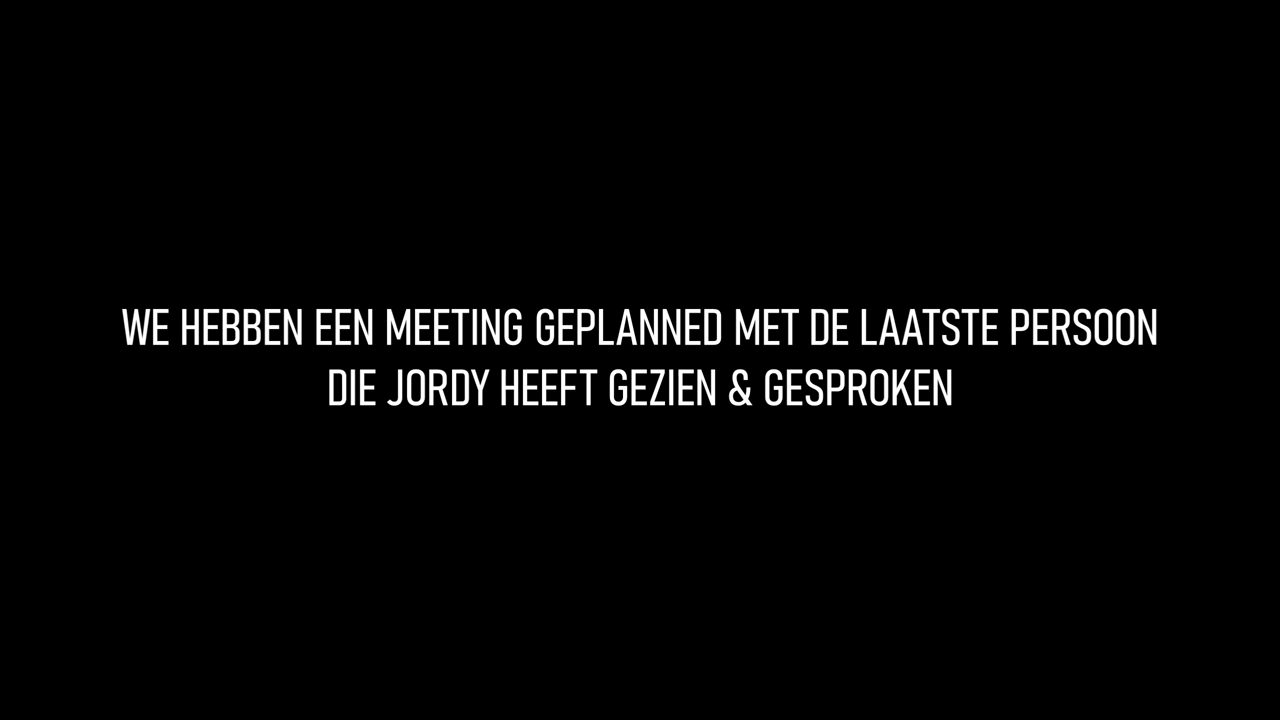 WE HEBBEN EEN MEETING GEPLANNED MET DE LAATSTE PERSOON
DIE JORDY HEEFT GEZIEN & GESPROKEN